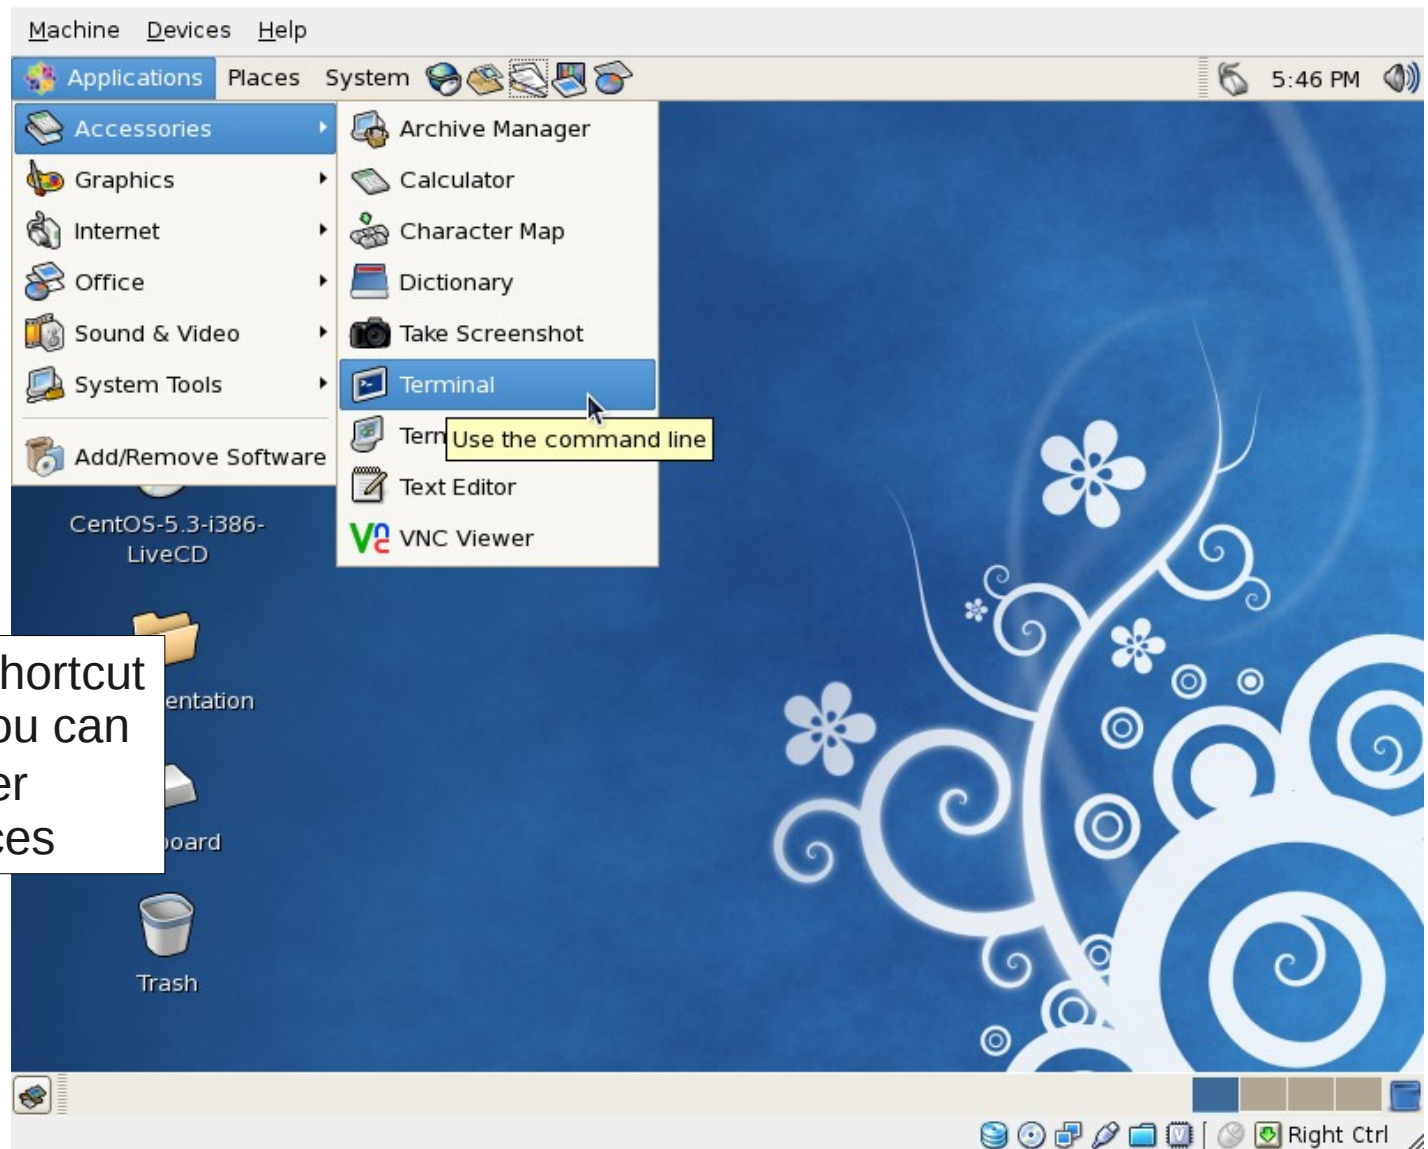 Machine Devices Help
Applications Places System 5:46 PM
Accessories
Graphics
Internet
Office
Sound & Video
System Tools
Add/Remove Software
Archive Manager
Calculator
Character Map
Dictionary
Take Screenshot
Terminal
Use the command line
Text Editor
VNC Viewer
CentOS-5.3-i386-
LiveCD
entation
hortcut
ou can
er
ces
oard
Trash
Right Ctrl